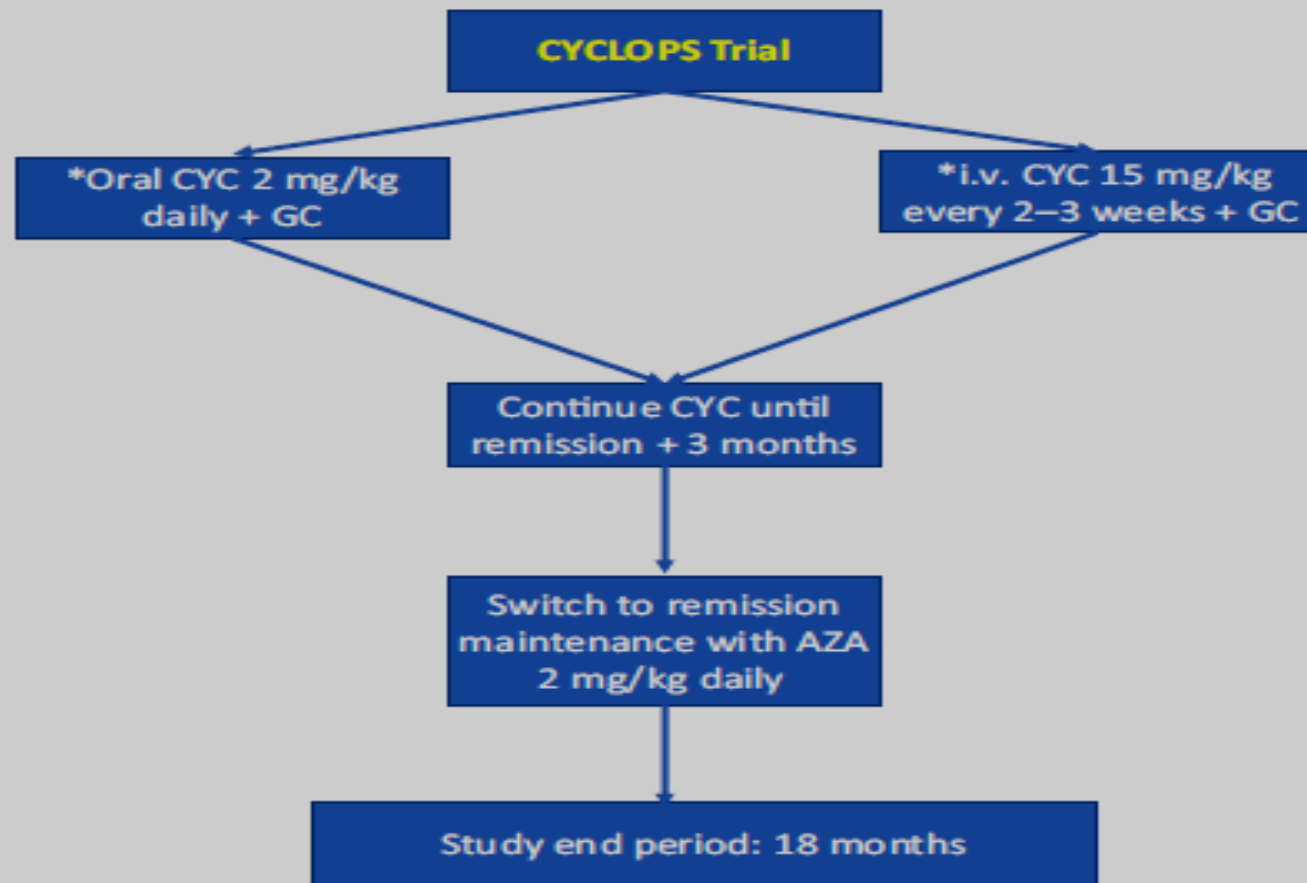 CYCLOPS Trial
*Oral CYC 2 mg/kg
daily + GC
*i.v. CYC 15 mg/kg
every 2–3 weeks + GC
Continue CYC until
remission + 3 months
Switch to remission
maintenance with AZA
2 mg/kg daily
Study end period: 18 months